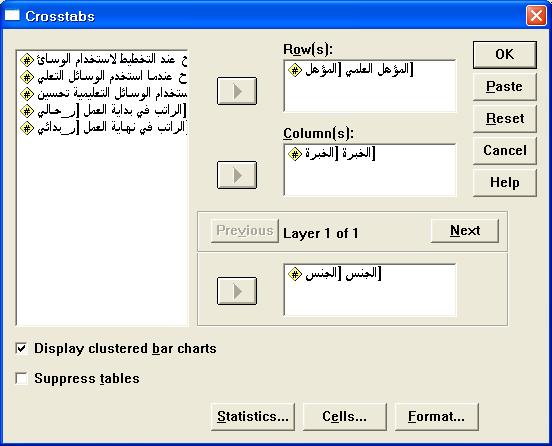 Crosstabs
ح عند التخطيط لاستخدام الوسائ
ح عندما استخدم الوسائل التعلي
ستخدام الوسائل التعليمية تحسين
الراتب في بداية العمل [ر_حالي]
الراتب في نهاية العمل [ر_بدائي]
Row(s):
المؤهل العلمي [المؤهل]
Column(s):
الخبرة [الخبرة]
Previous
Layer 1 of 1
Next
الجنس [الجنس]
OK
Paste
Reset
Cancel
Help
Display clustered bar charts
Suppress tables
Statistics...
Cells...
Format...